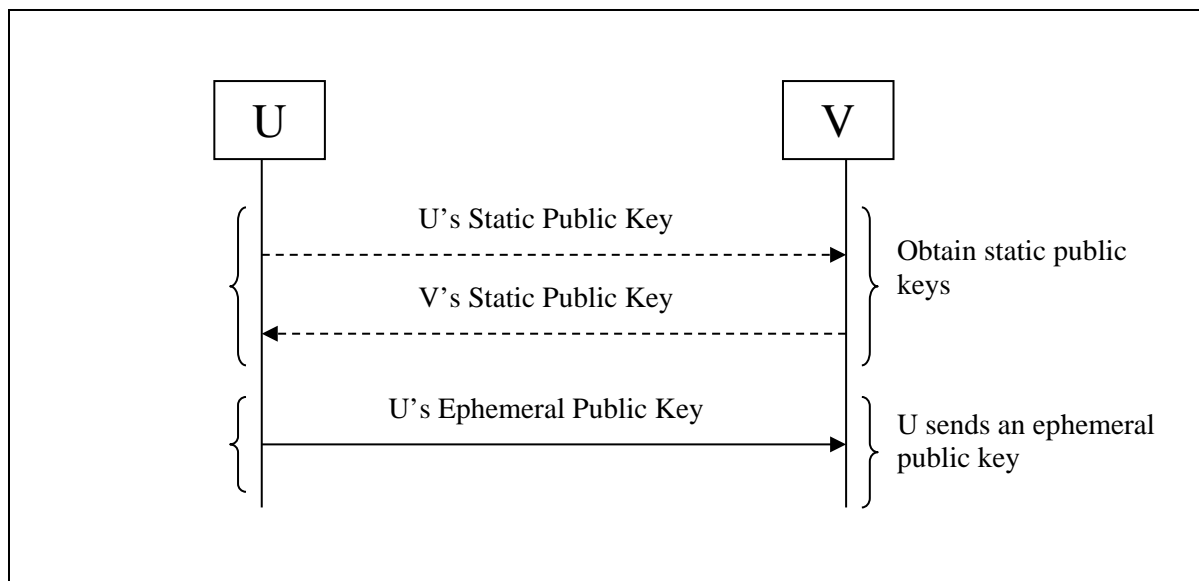 U
V
U’s Static Public Key
V’s Static Public Key
Obtain static public
keys
U’s Ephemeral Public Key
U sends an ephemeral
public key